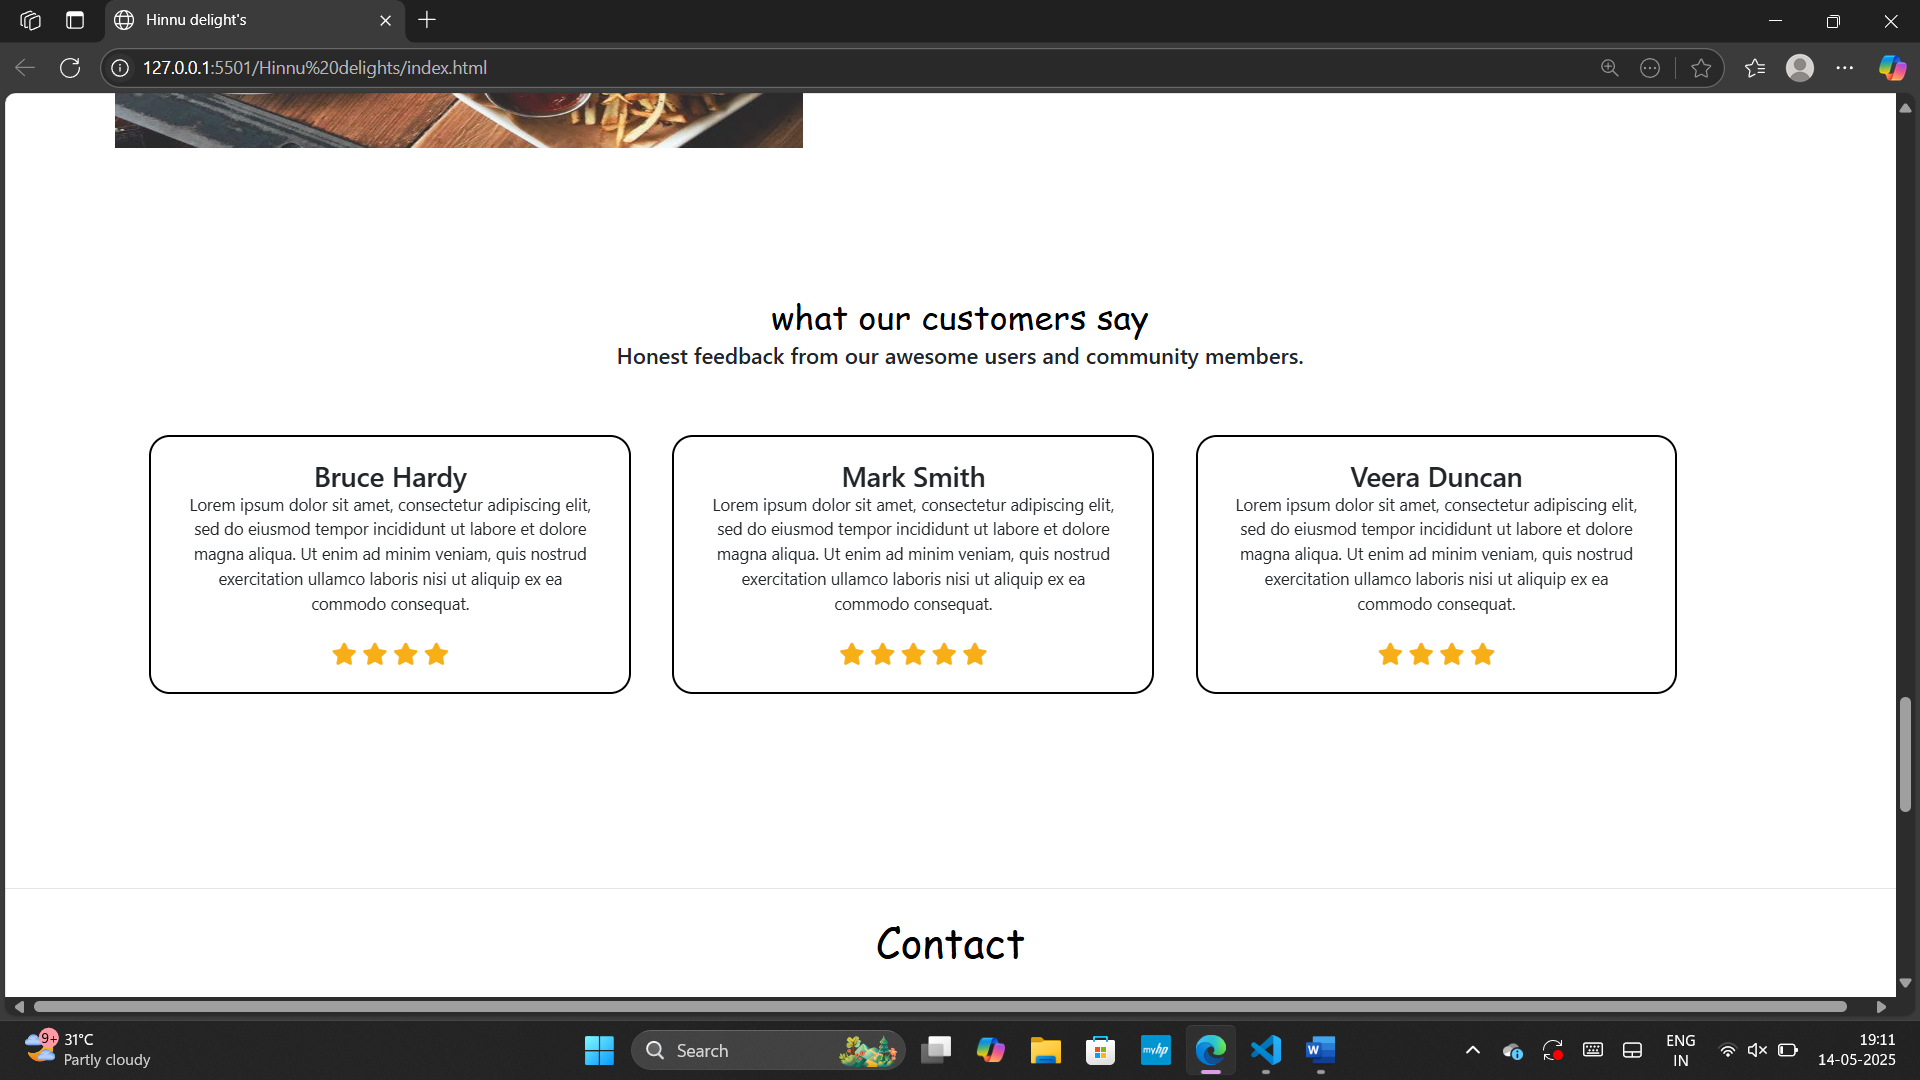 Hinnu delight's
127.0.0.1:5501/Hinnu%20delights/index.html
what our customers say
Honest feedback from our awesome users and community members.
Bruce Hardy
Lorem ipsum dolor sit amet, consectetur adipiscing elit,
sed do eiusmod tempor incididunt ut labore et dolore
magna aliqua. Ut enim ad minim veniam, quis nostrud
exercitation ullamco laboris nisi ut aliquip ex ea
commodo consequat.
Mark Smith
Lorem ipsum dolor sit amet, consectetur adipiscing elit,
sed do eiusmod tempor incididunt ut labore et dolore
magna aliqua. Ut enim ad minim veniam, quis nostrud
exercitation ullamco laboris nisi ut aliquip ex ea
commodo consequat.
Veera Duncan
Lorem ipsum dolor sit amet, consectetur adipiscing elit,
sed do eiusmod tempor incididunt ut labore et dolore
magna aliqua. Ut enim ad minim veniam, quis nostrud
exercitation ullamco laboris nisi ut aliquip ex ea
commodo consequat.
Contact
9+
31°C
Partly cloudy
Search
myhp
W
ENG
IN
19:11
14-05-2025